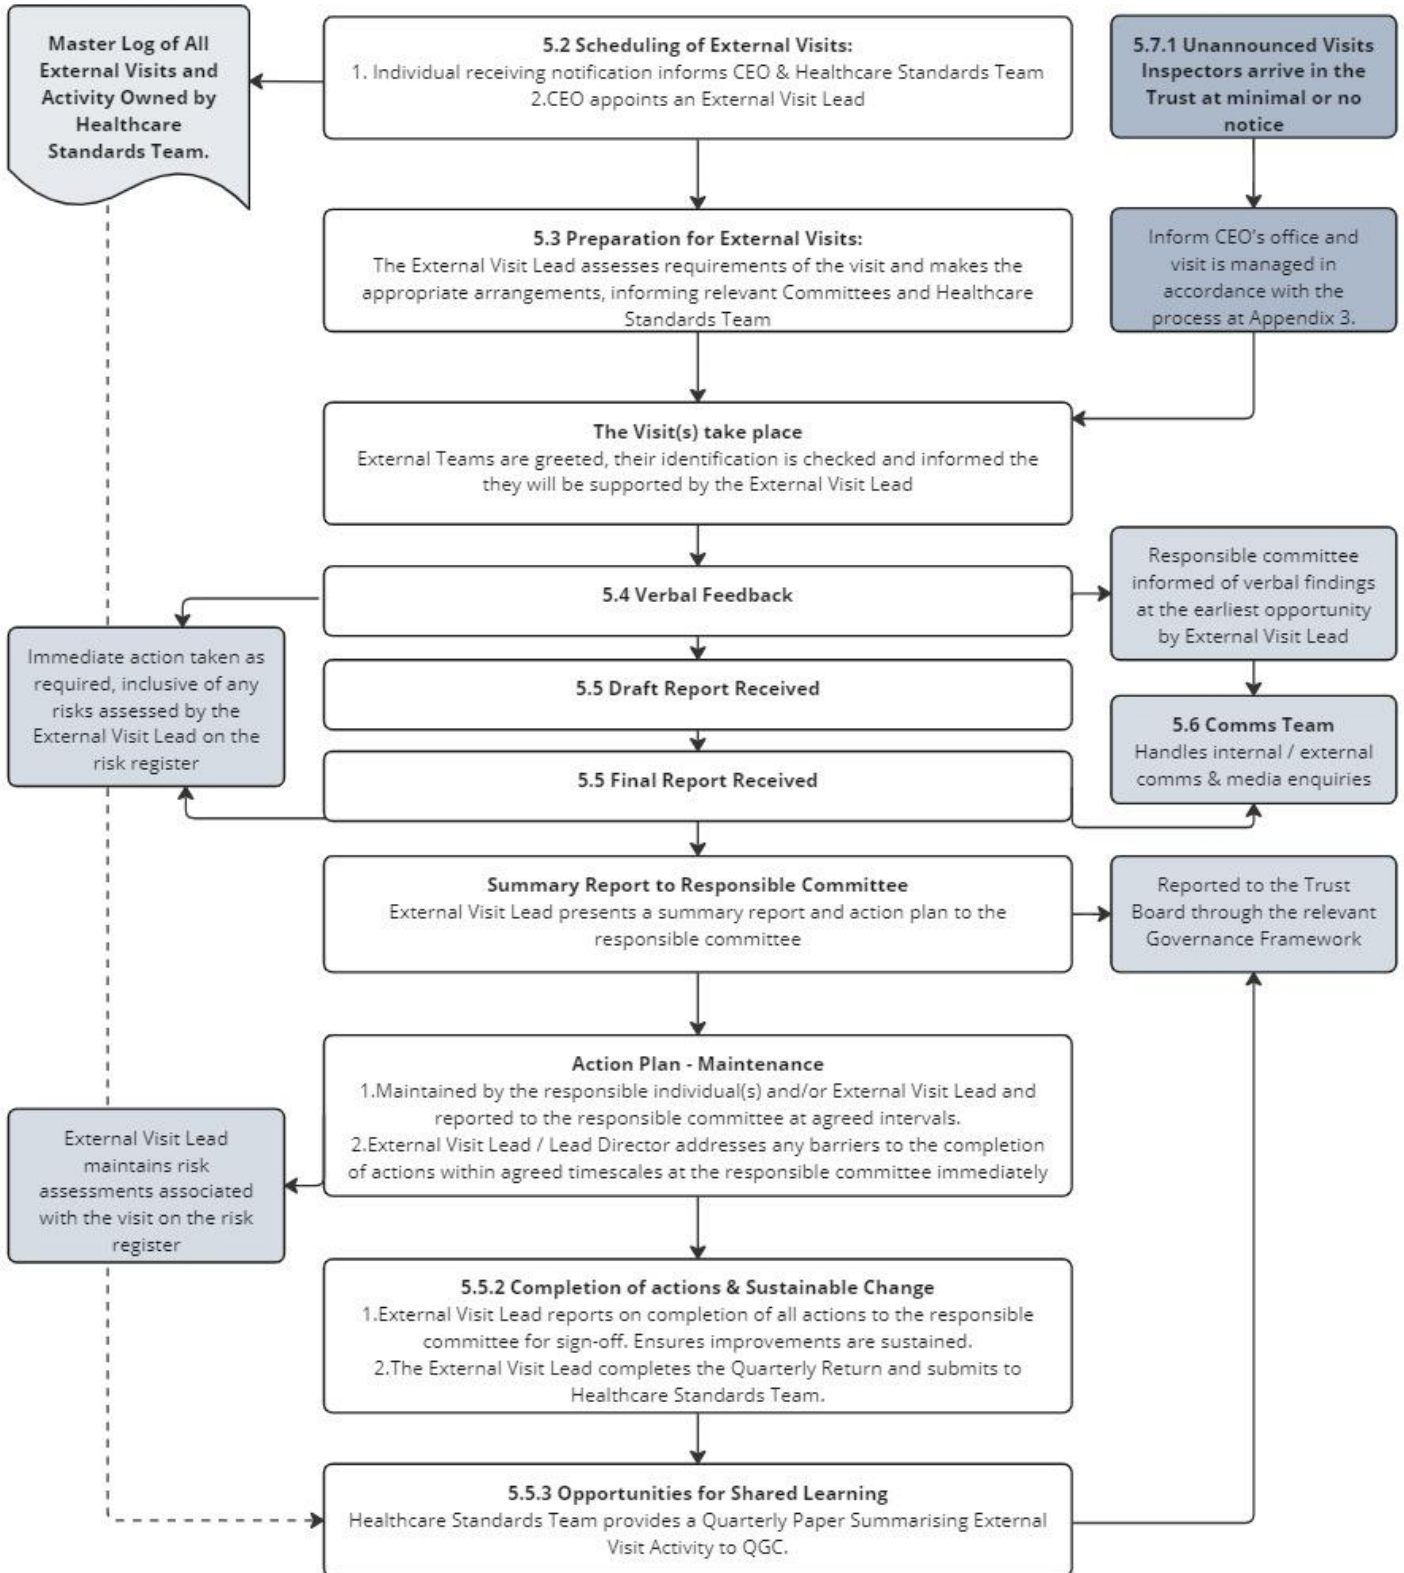 Master Log of All
External Visits and
Activity Owned by
Healthcare
Standards Team.
5.2 Scheduling of External Visits:
1. Individual receiving notification informs CEO & Healthcare Standards Team
2.CEO appoints an External Visit Lead
5.7.1 Unannounced Visits
Inspectors arrive in the
Trust at minimal or no
notice
5.3 Preparation for External Visits:
The External Visit Lead assesses requirements of the visit and makes the
appropriate arrangements, informing relevant Committees and Healthcare
Standards Team
Inform CEO's office and
visit is managed in
accordance with the
process at Appendix 3.
The Visit(s) take place
External Teams are greeted, their identification is checked and informed the
they will be supported by the External Visit Lead
5.4 Verbal Feedback
Responsible committee
informed of verbal findings
at the earliest opportunity
by External Visit Lead
Immediate action taken as
required, inclusive of any
risks assessed by the
External Visit Lead on the
risk register
5.5 Draft Report Received
5.6 Comms Team
Handles internal / external
comms & media enquiries
5.5 Final Report Received
Summary Report to Responsible Committee
External Visit Lead presents a summary report and action plan to the
responsible committee
Reported to the Trust
Board through the relevant
Governance Framework
Action Plan - Maintenance
1.Maintained by the responsible individual(s) and/or External Visit Lead and
reported to the responsible committee at agreed intervals.
2.External Visit Lead / Lead Director addresses any barriers to the completion
of actions within agreed timescales at the responsible committee immediately
External Visit Lead
maintains risk
assessments associated
with the visit on the risk
register
5.5.2 Completion of actions & Sustainable Change
1.External Visit Lead reports on completion of all actions to the responsible
committee for sign-off. Ensures improvements are sustained.
2.The External Visit Lead completes the Quarterly Return and submits to
Healthcare Standards Team.
5.5.3 Opportunities for Shared Learning
Healthcare Standards Team provides a Quarterly Paper Summarising External
Visit Activity to QGC.